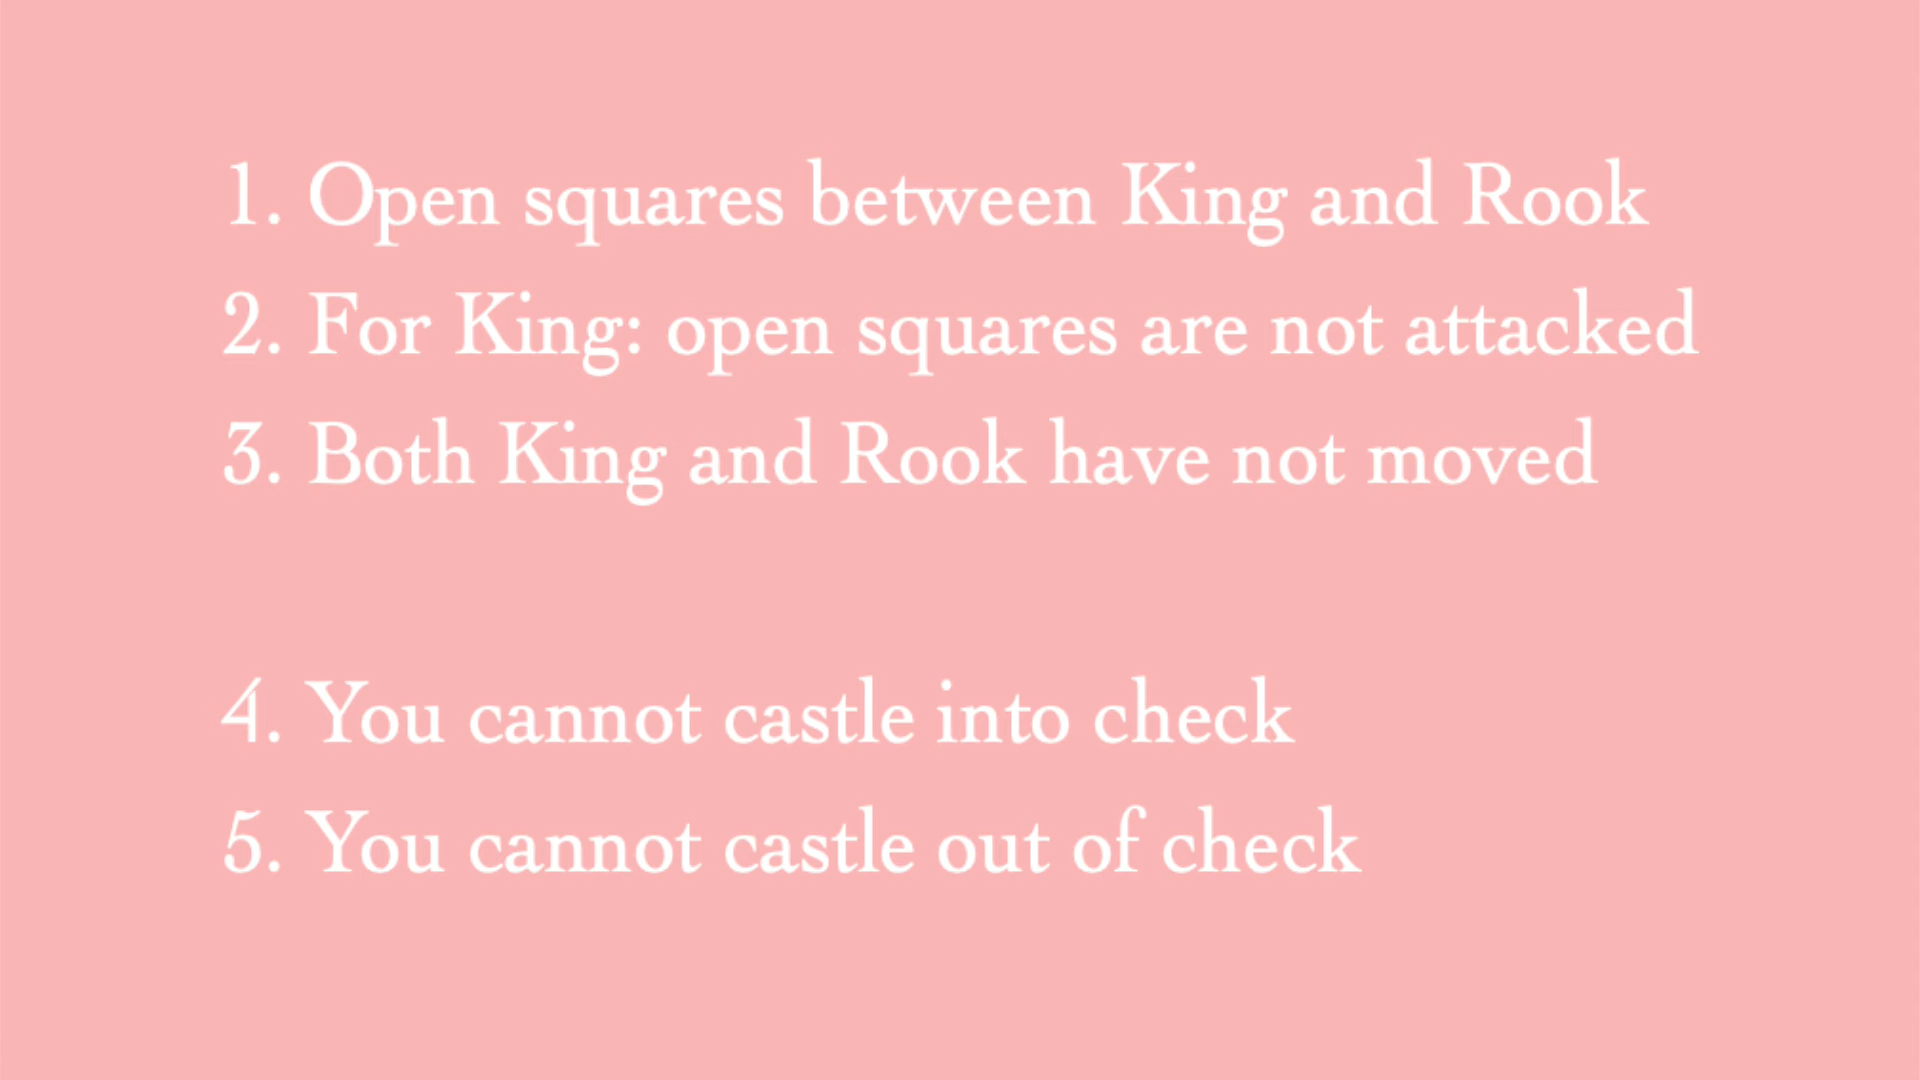 1. Open squares between King and Rook
2. For King: open squares are not attacked
3. Both King and Rook have not moved
4. You cannot castle into check
5. You cannot castle out of check